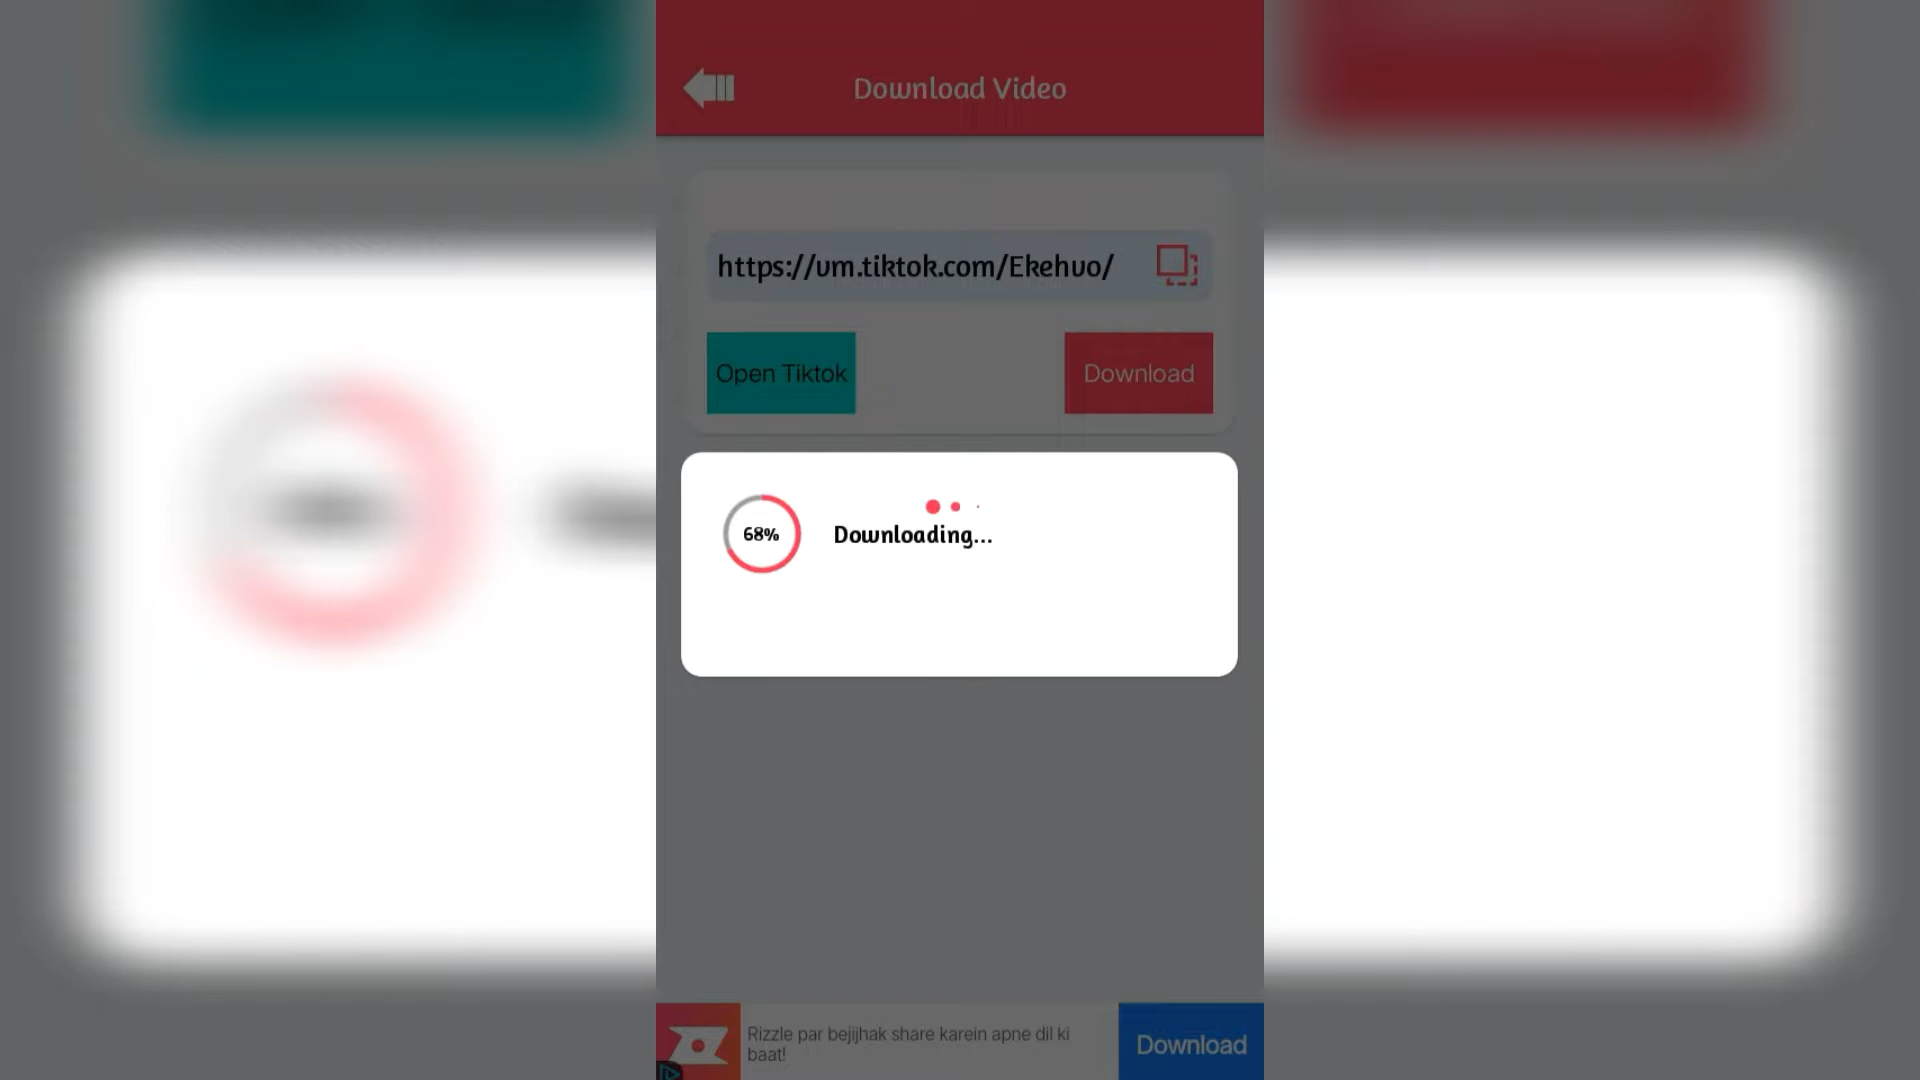 Download Video
https://vm.tiktok.com/Ekehvo/
Open Tiktok
Download
68%
Downloading...
Rizzle par bejijhak share karein apne dil ki
baat!
Download